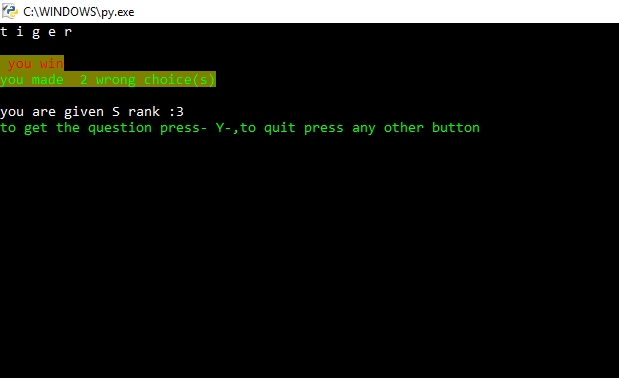 C:\WINDOWS\py.exe
t i g e r
you win
you made  2 wrong choice(s)
you are given S rank :3
to get the question press- Y-,to quit press any other button